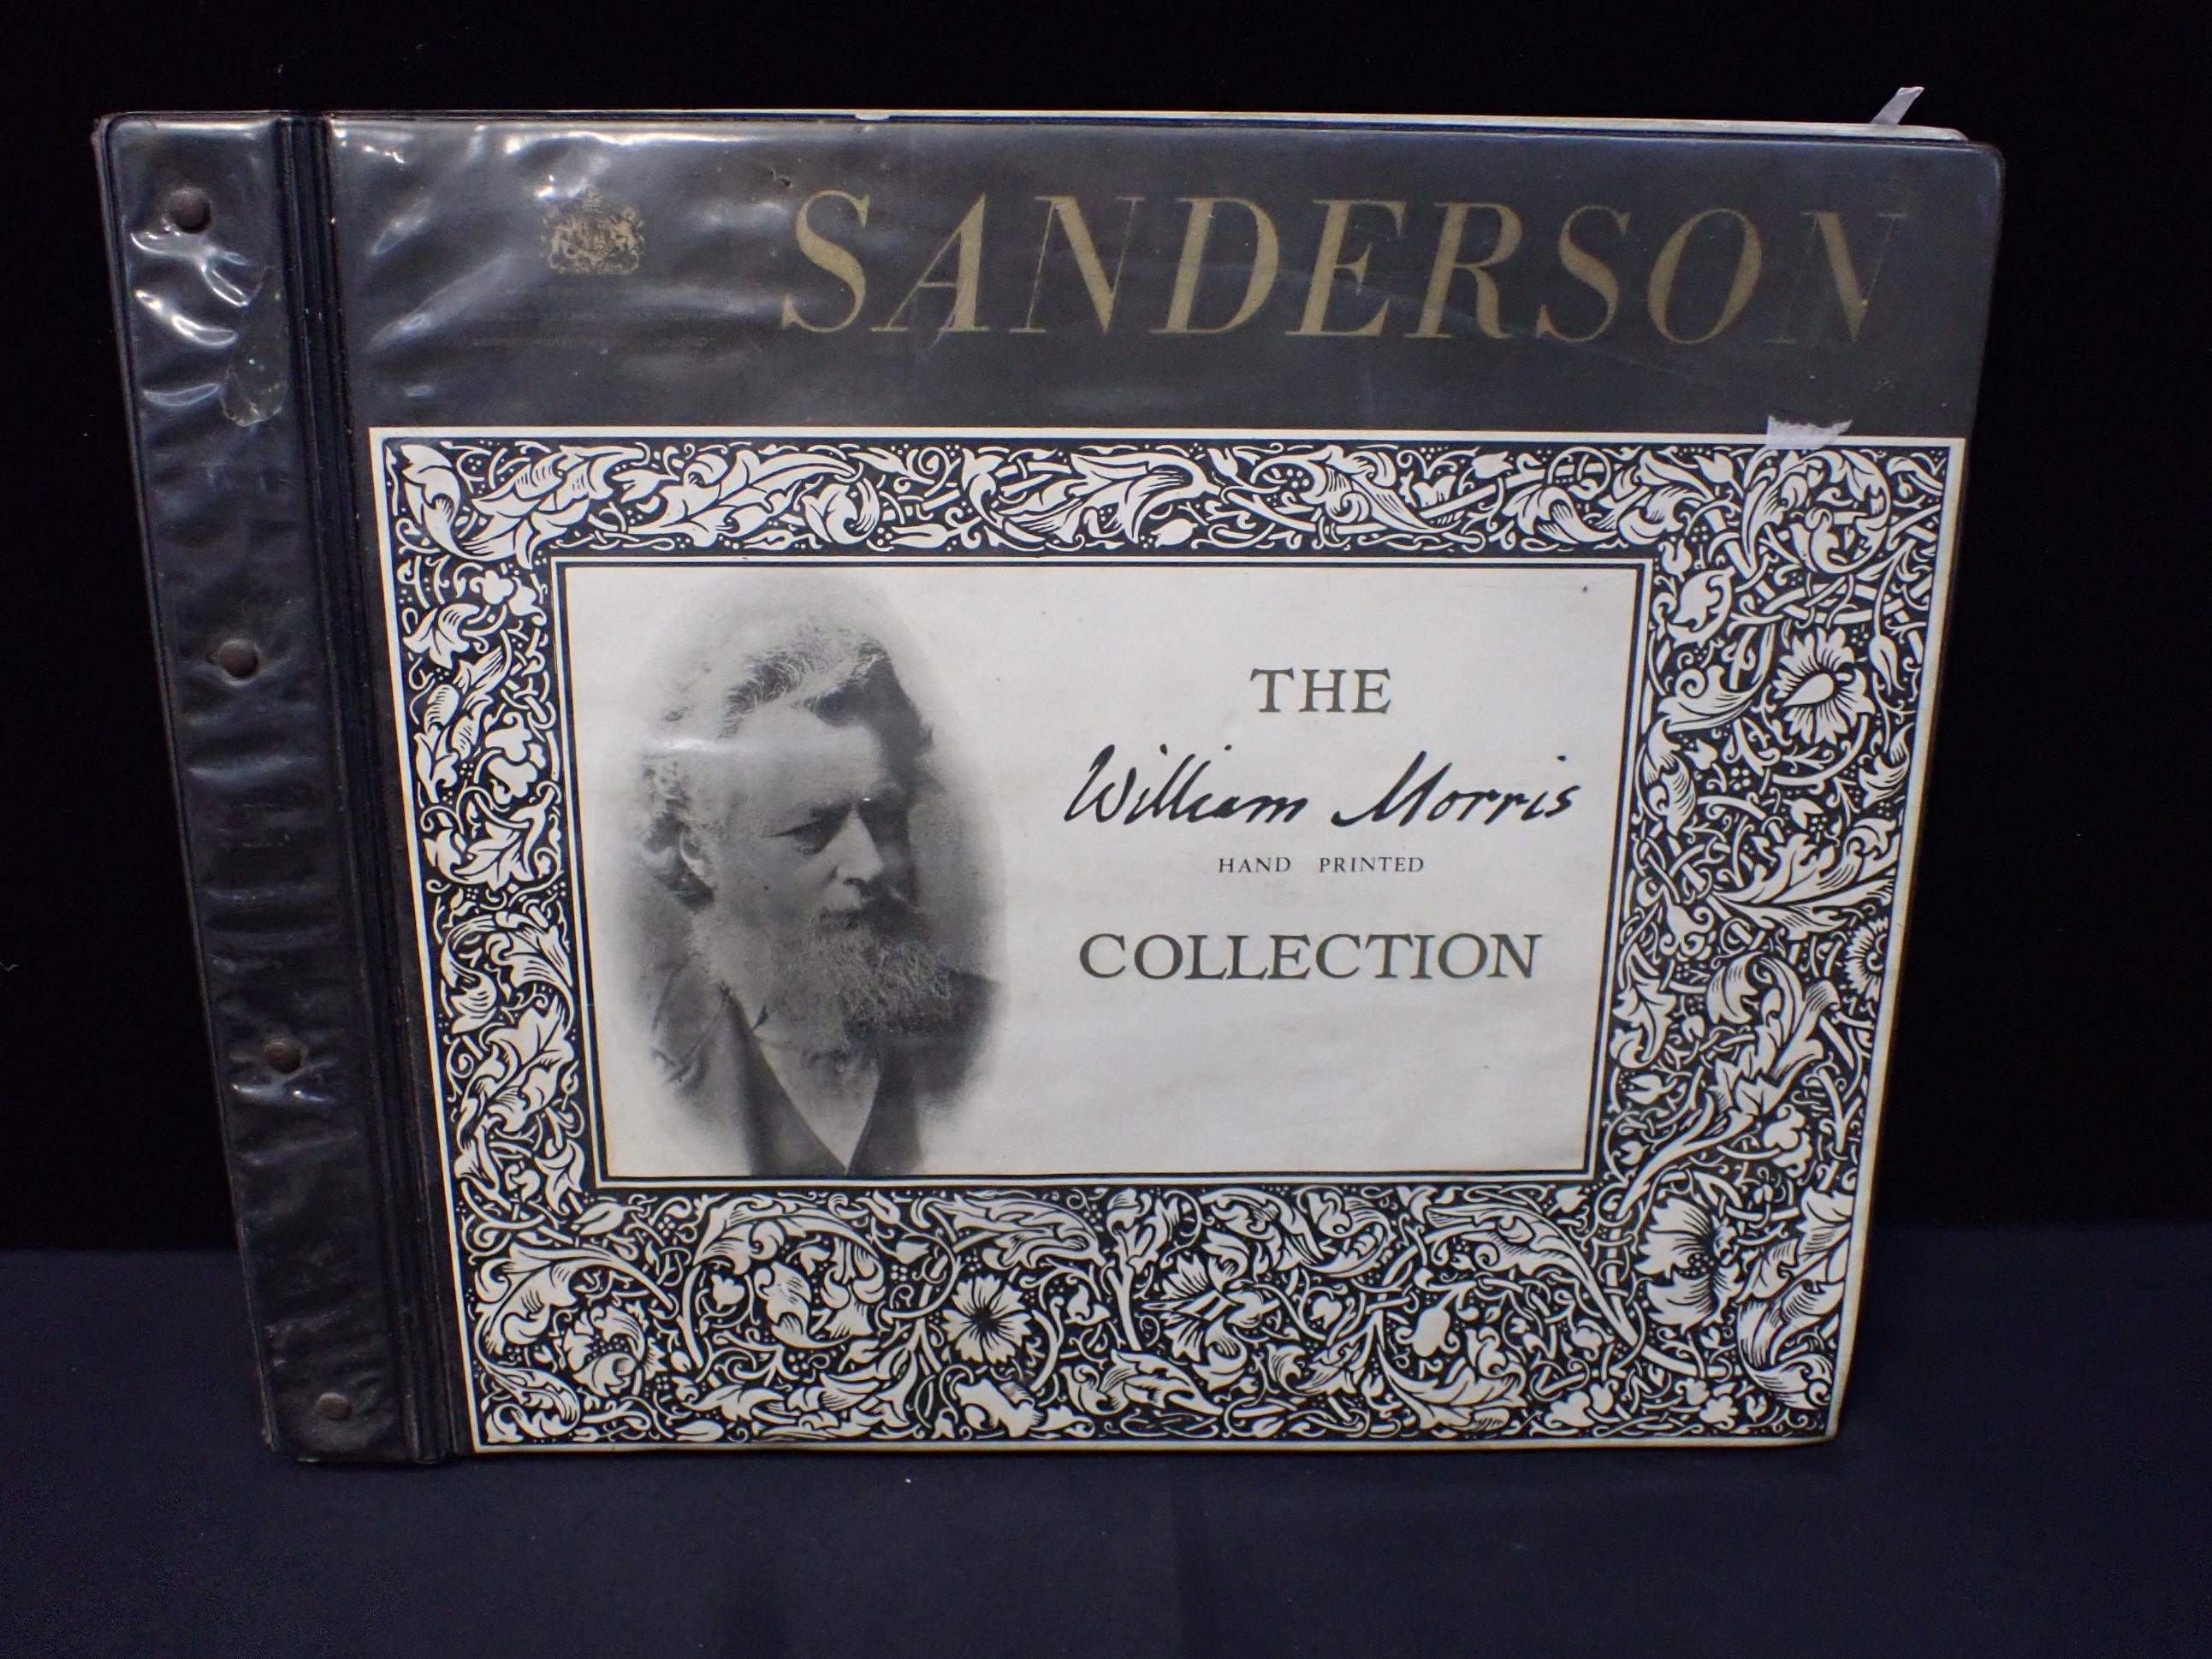 SANDERSON
THE
William Morris
HAND PRINTED
COLLECTION